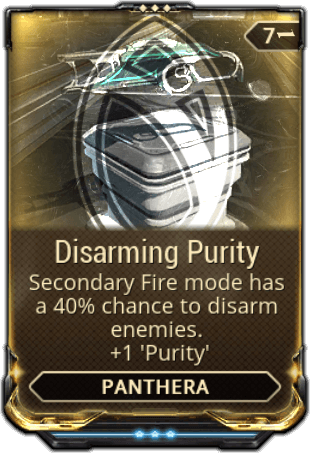 7
Disarming Purity
Secondary Fire mode has
a 40% chance to disarm
enemies.
+1 'Purity'
PANTHERA